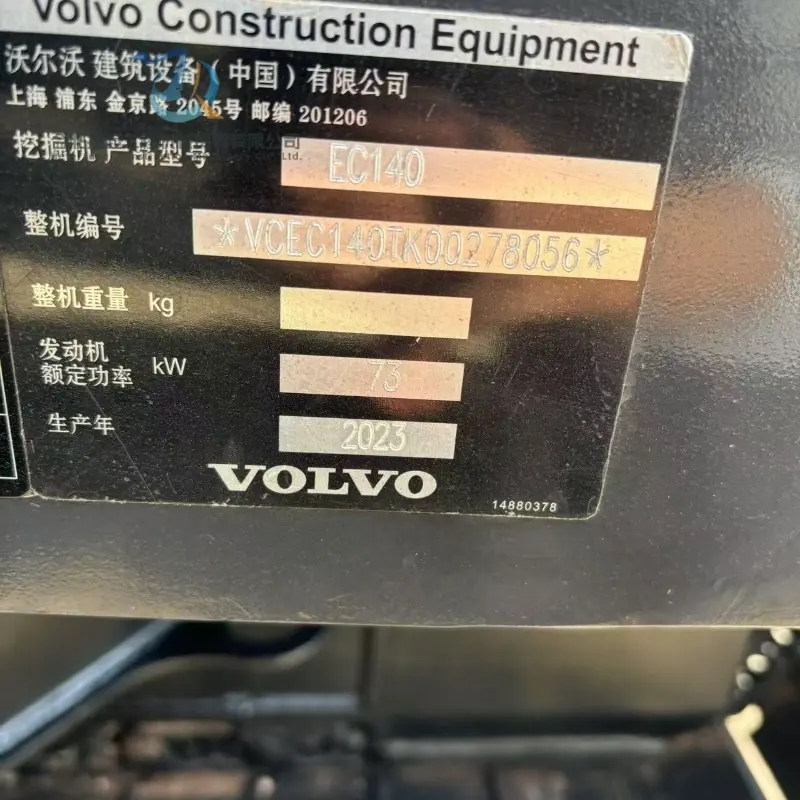 Volvo Construction Equipment
沃尔沃 建筑设备（中国）有限公司
上海 浦东 金京路 2045号 邮编 201206
挖掘机 产品型号 EC140
公司
Ltd.
整机编号 *VCEC140TK00278056*
整机重量 kg
发动机
额定功率 kW 73
生产年 2023
VOLVO
14880378